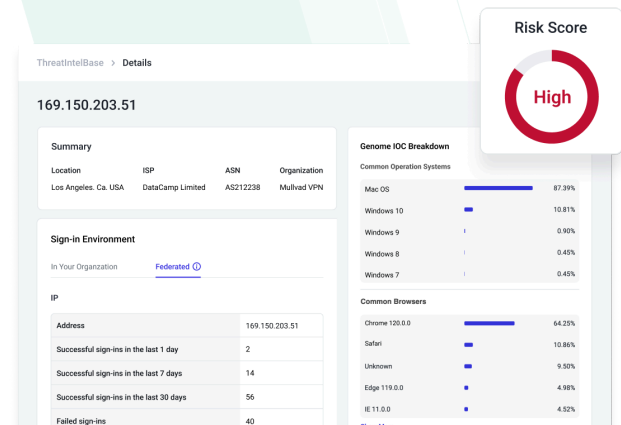 Risk Score
High
ThreatIntelBase > Details
169.150.203.51
Summary
Location ISP ASN Organization
Los Angeles. Ca. USA DataCamp Limited AS212238 Mullvad VPN
Sign-in Environment
In Your Organzation Federated
IP
Address 169.150.203.51
Successful sign-ins in the last 1 day 2
Successful sign-ins in the last 7 days 14
Successful sign-ins in the last 30 days 56
Failed sign-ins 40
Genome IOC Breakdown
Common Operation Systems
Mac OS 87.39%
Windows 10 10.81%
Windows 9 0.90%
Windows 8 0.45%
Windows 7 0.45%
Common Browsers
Chrome 120.0.0 64.25%
Safari 10.86%
Unknown 9.50%
Edge 119.0.0 4.98%
IE 11.0.0 4.52%